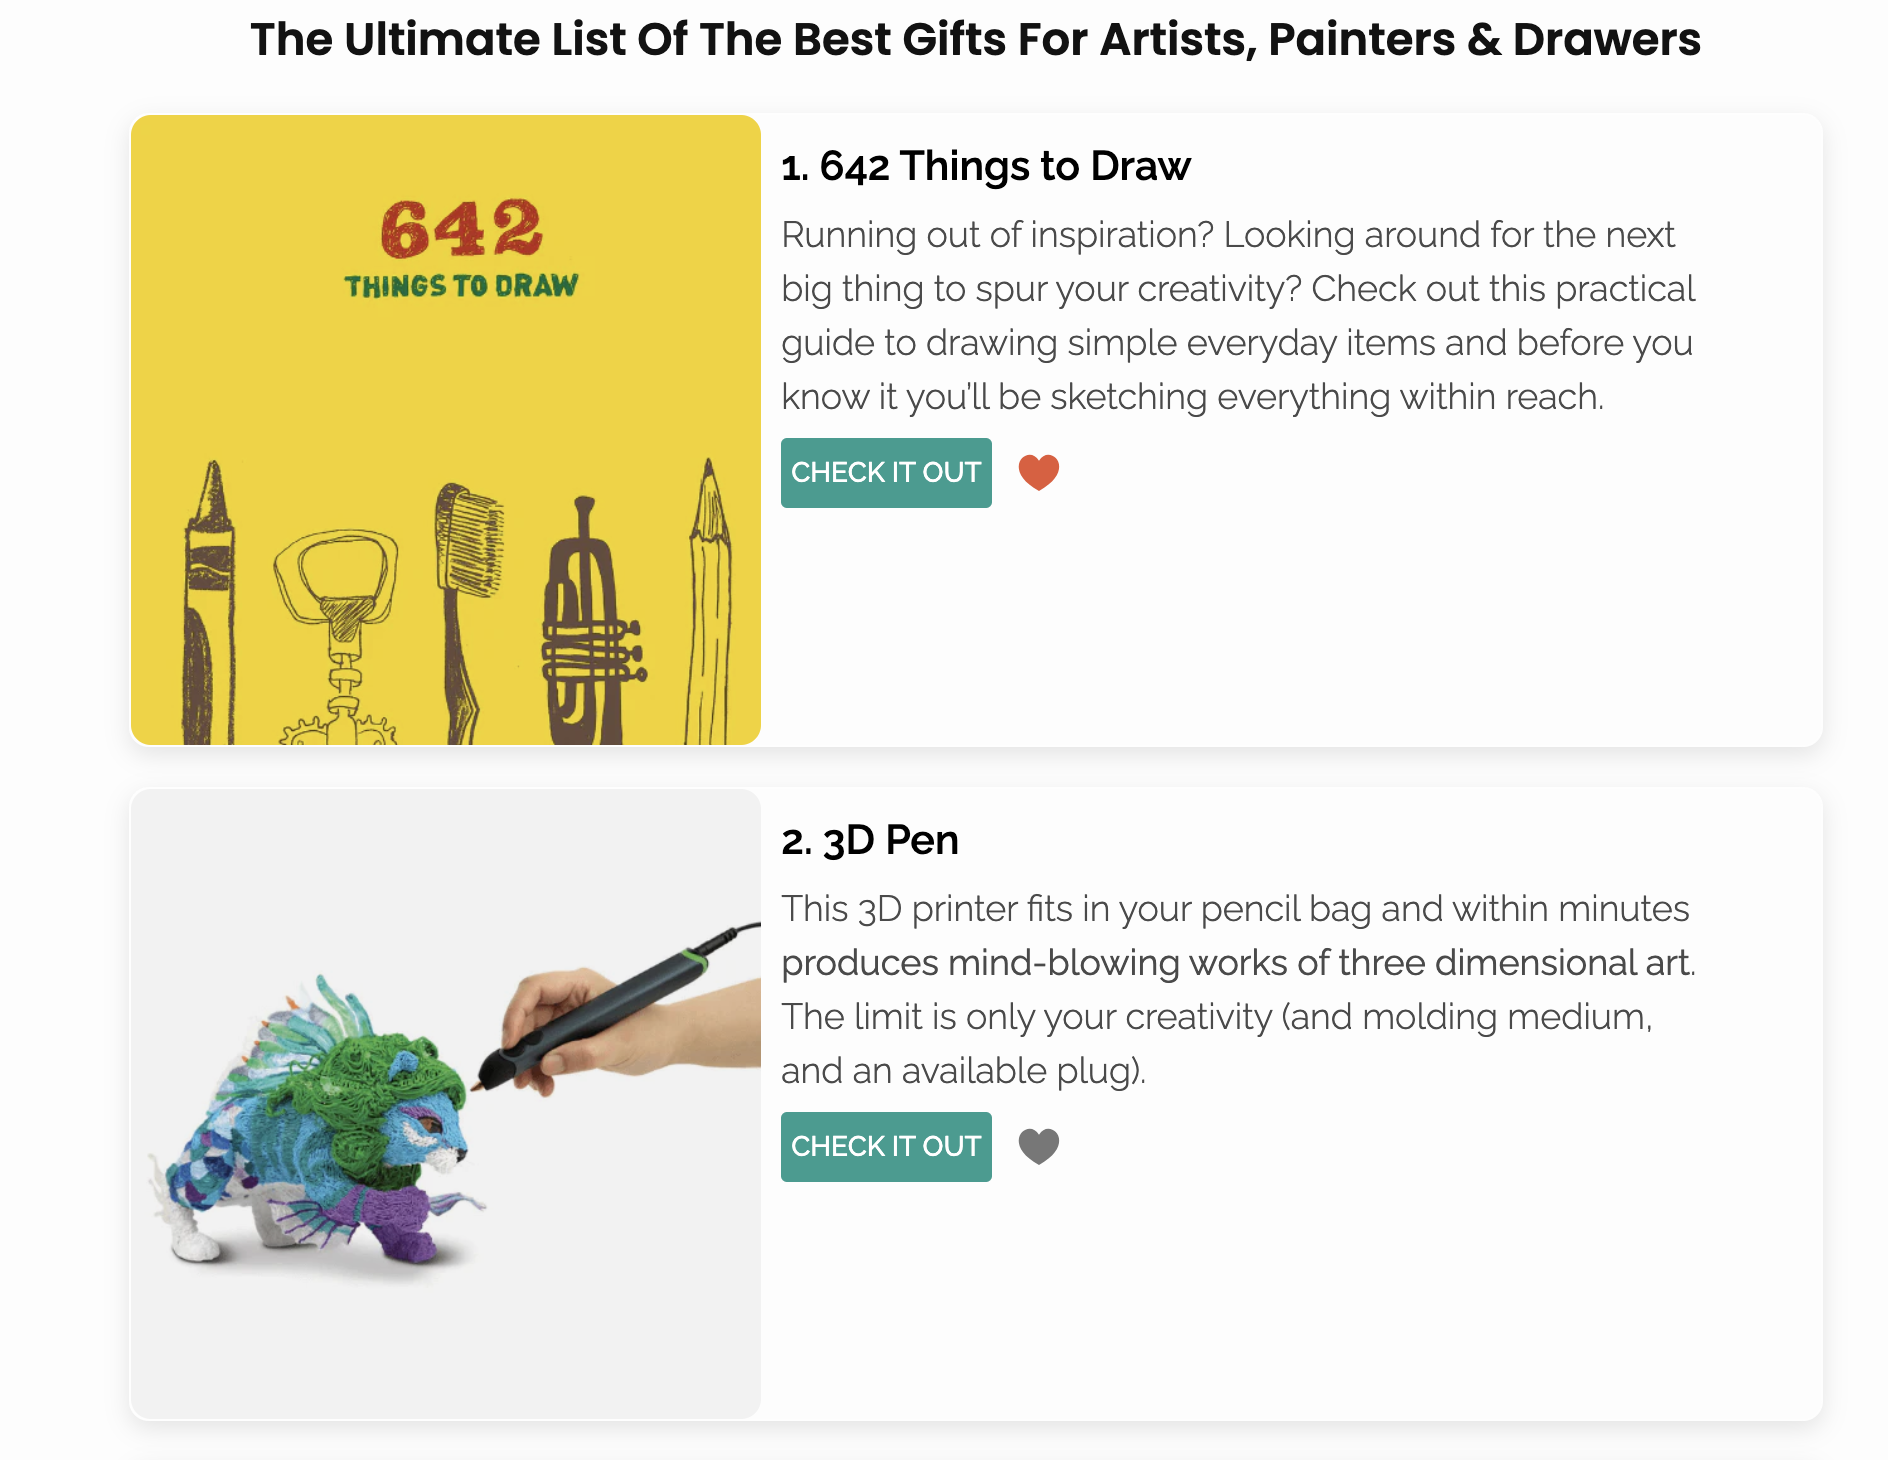 The Ultimate List Of The Best Gifts For Artists, Painters & Drawers
642
THINGS TO DRAW
1. 642 Things to Draw
Running out of inspiration? Looking around for the next
big thing to spur your creativity? Check out this practical
guide to drawing simple everyday items and before you
know it you'll be sketching everything within reach.
CHECK IT OUT
2. 3D Pen
This 3D printer fits in your pencil bag and within minutes
produces mind-blowing works of three dimensional art.
The limit is only your creativity (and molding medium,
and an available plug).
CHECK IT OUT